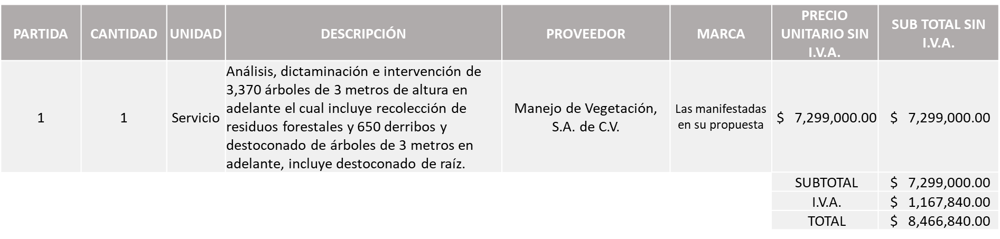 PARTIDA
CANTIDAD
UNIDAD
DESCRIPCIÓN
PROVEEDOR
MARCA
PRECIO
UNITARIO SIN
I.V.A.
SUB TOTAL SIN
I.V.A.
1
1
Servicio
Análisis, dictaminación e intervención de
3,370 árboles de 3 metros de altura en
adelante el cual incluye recolección de
residuos forestales y 650 derribos y
destoconado de árboles de 3 metros en
adelante, incluye destoconado de raíz.
Manejo de Vegetación,
S.A. de C.V.
Las manifestadas
en su propuesta
$ 7,299,000.00
$ 7,299,000.00
SUBTOTAL $ 7,299,000.00
I.V.A. $ 1,167,840.00
TOTAL $ 8,466,840.00